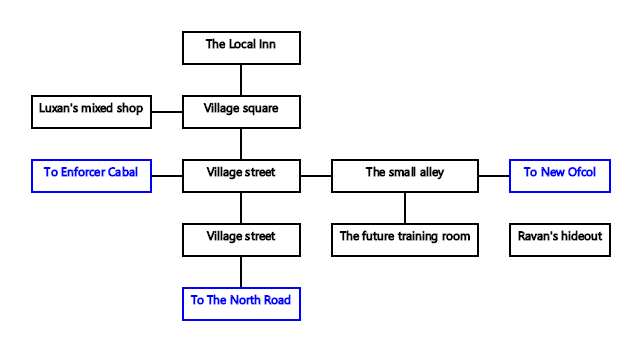 The Local Inn
Luxan's mixed shop
Village square
To Enforcer Cabal
Village street
The small alley
To New Ofcol
Village street
The future training room
Ravan's hideout
To The North Road